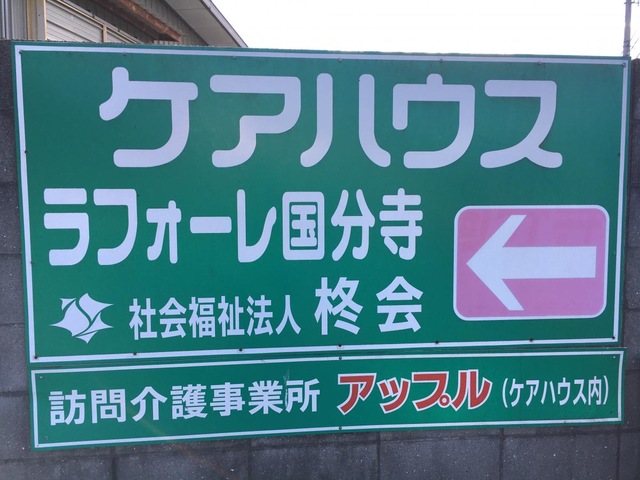 ケアハウス
ラフォーレ国分寺
社会福祉法人 柊会
訪問介護事業所 アップル (ケアハウス内)